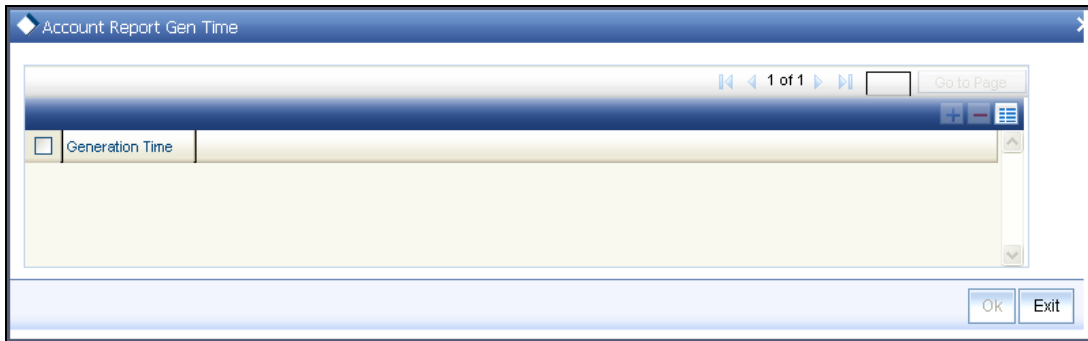 Account Report Gen Time
1 of 1 Go to Page
Generation Time
Ok Exit